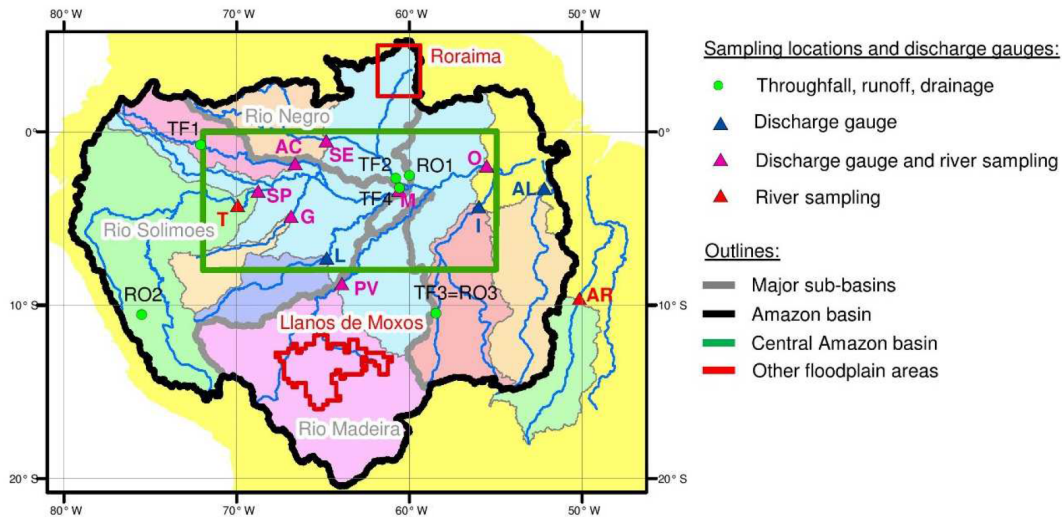 80° W 70° W 60° W 50° W
Roraima
Rio Negro
0° TF1 0°
AC SE TF2 RO1 O
SP TF4 M AL
T G I
Rio Solimoes
L
PV TF3=RO3
10° S RO2 AR 10° S
Llanos de Moxos
Rio Madeira
20° S 20° S
80° W 70° W 60° W 50° W
Sampling locations and discharge gauges:
Throughfall, runoff, drainage
Discharge gauge
Discharge gauge and river sampling
River sampling
Outlines:
Major sub-basins
Amazon basin
Central Amazon basin
Other floodplain areas